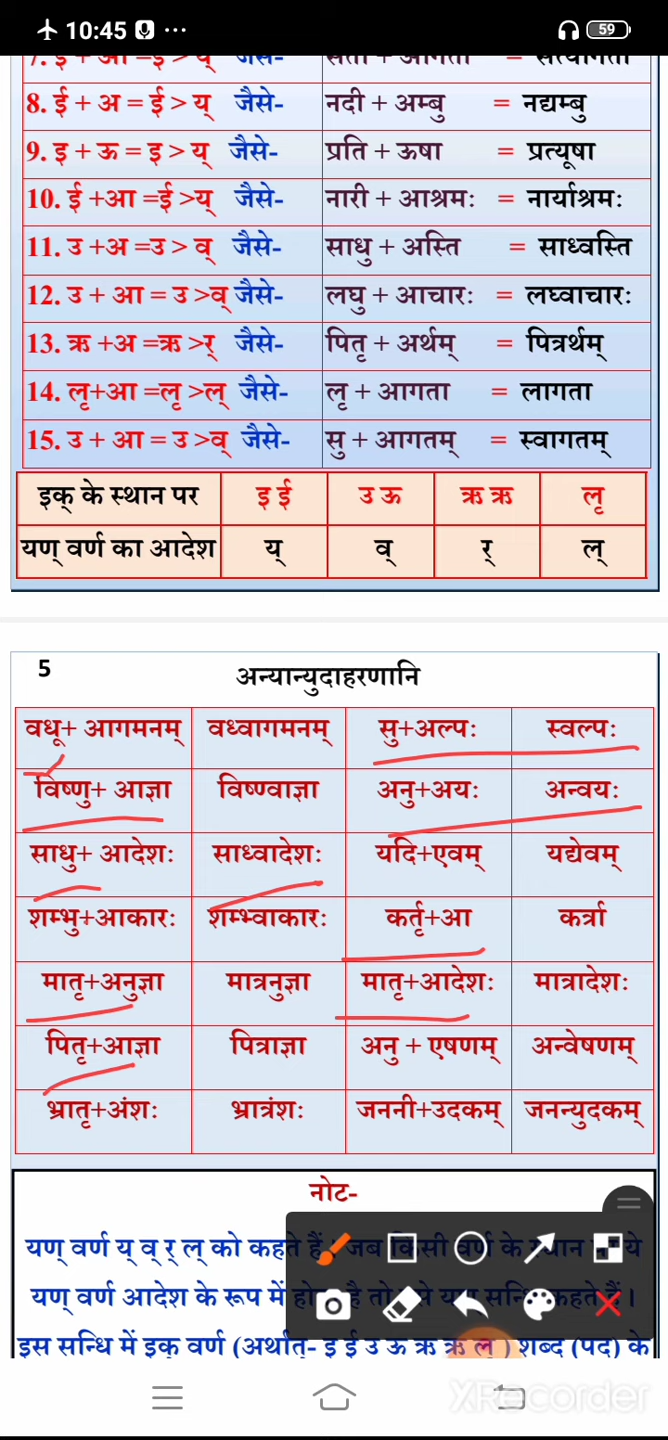 10:45
59
8. ई + अ = ई > य् जैसे- नदी + अम्बु = नद्यम्बु
9. इ + ऊ = इ > य् जैसे- प्रति + ऊषा = प्रत्यूषा
10. ई +आ =ई >य् जैसे- नारी + आश्रमः = नार्याश्रमः
11. उ +अ =उ > व् जैसे- साधु + अस्ति = साध्वस्ति
12. उ + आ = उ >व् जैसे- लघु + आचारः = लघ्वाचारः
13. ऋ +अ =ऋ >र् जैसे- पितृ + अर्थम् = पित्रर्थम्
14. लृ+आ =लृ >ल् जैसे- लृ + आगता = लागता
15. उ + आ = उ >व् जैसे- सु + आगतम् = स्वागतम्
इक् के स्थान पर इ ई उ ऊ ऋ ऋ लृ
यण् वर्ण का आदेश य् व् र् ल्
5 अन्यान्युदाहरणानि
वधू+ आगमनम् वध्वागमनम् सु+अल्पः स्वल्पः
विष्णु+ आज्ञा विष्ण्वाज्ञा अनु+अयः अन्वयः
साधु+ आदेशः साध्वादेशः यदि+एवम् यद्येवम्
शम्भु+आकारः शम्भ्वाकारः कर्तृ+आ कर्त्रा
मातृ+अनुज्ञा मात्रनुज्ञा मातृ+आदेशः मात्रादेशः
पितृ+आज्ञा पित्राज्ञा अनु + एषणम् अन्वेषणम्
भ्रातृ+अंशः भ्रात्रंशः जननी+उदकम् जनन्युदकम्
नोट-
यण् वर्ण य् व् र् ल् को कहते हैं जब किसी वर्ण के ये
यण् वर्ण आदेश के रूप में कहते हैं ।
इस सन्धि में इक् वर्ण (अर्थात्- इ ई उ ऊ ऋ ऋ लृ ) शब्द (पद) के
XRecorder